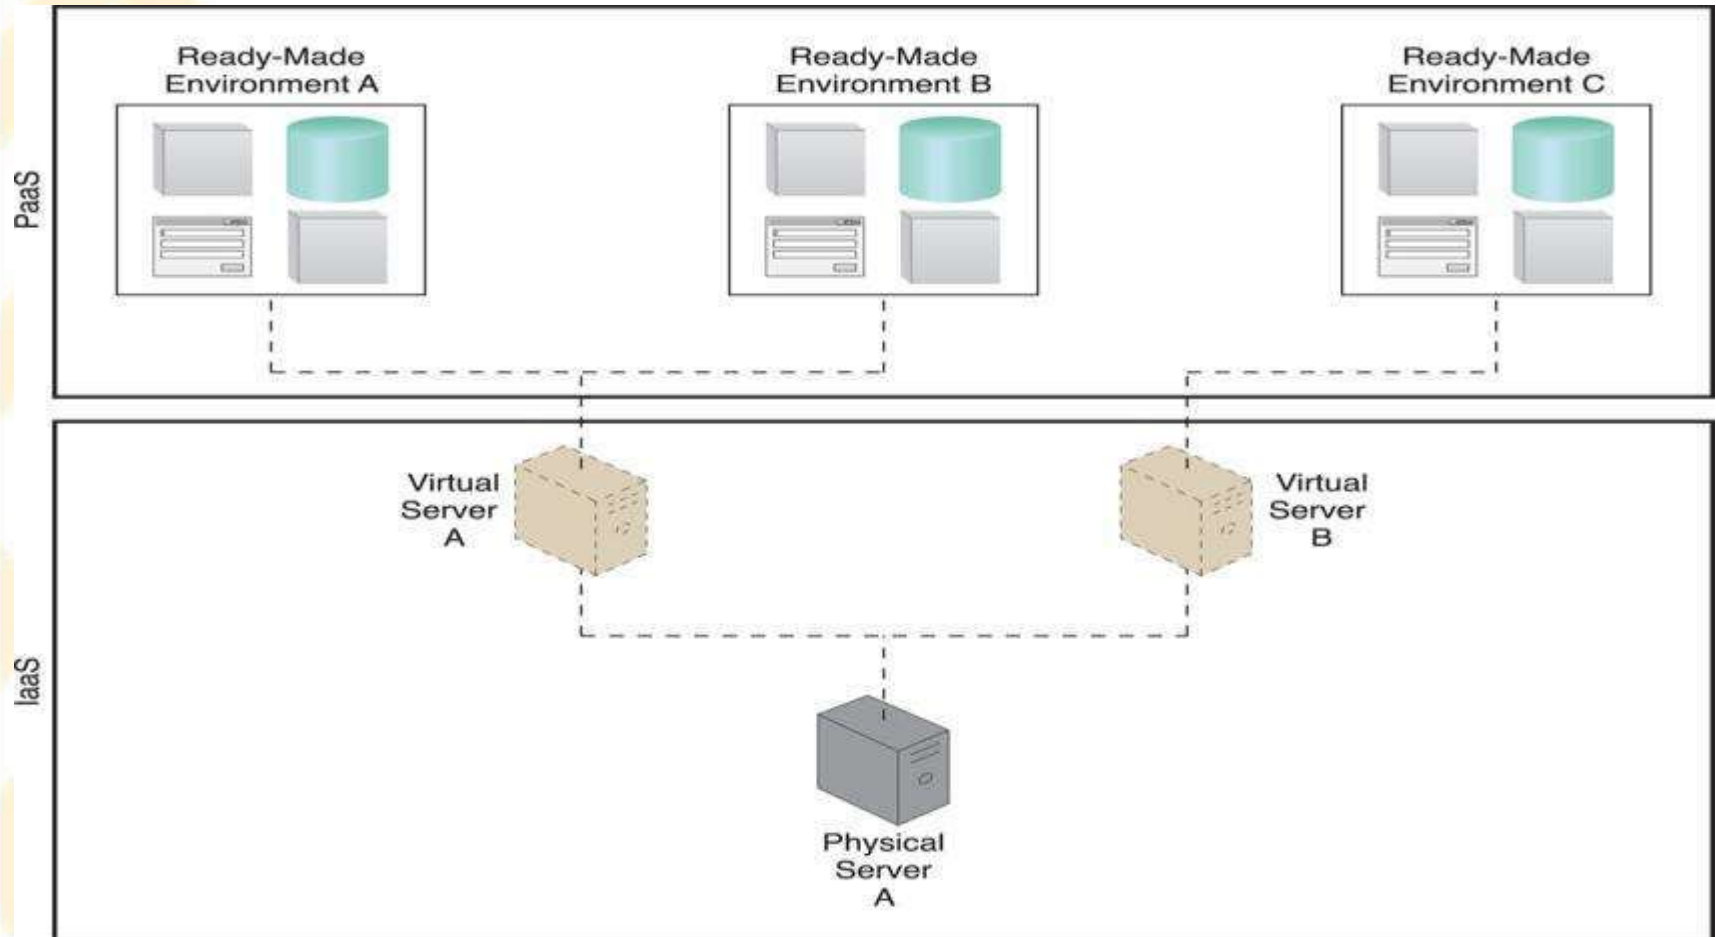 Ready-Made
Environment A
Ready-Made
Environment B
Ready-Made
Environment C
PaaS
Virtual
Server
A
Virtual
Server
B
IaaS
Physical
Server
A